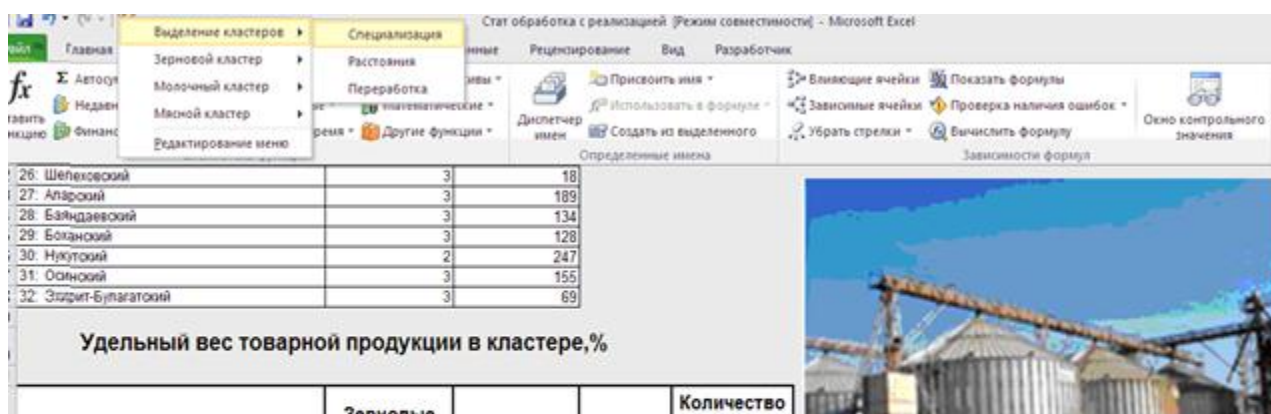 Стат обработка с реализацией [Режим совместимости] - Microsoft Excel
Главная
Рецензирование Вид Разработчик
Выделение кластеров
Зерновой кластер
Молочный кластер
Мясной кластер
Редактирование меню
Специализация
Расстояния
Переработка
fx
Σ
Другие функции
Диспетчер имен
Присвоить имя
Использовать в формуле
Создать из выделенного
Определенные имена
Влияющие ячейки
Зависимые ячейки
Убрать стрелки
Показать формулы
Проверка наличия ошибок
Вычислить формулу
Зависимости формул
Окно контрольного значения
26: Шелеховский 3 18
27: Аларский 3 189
28: Баяндаевский 3 134
29: Боханский 3 128
30: Нукутский 2 247
31: Осинский 3 155
32: Эхирит-Булагатский 3 69
Удельный вес товарной продукции в кластере,%
Зерновые
Количество